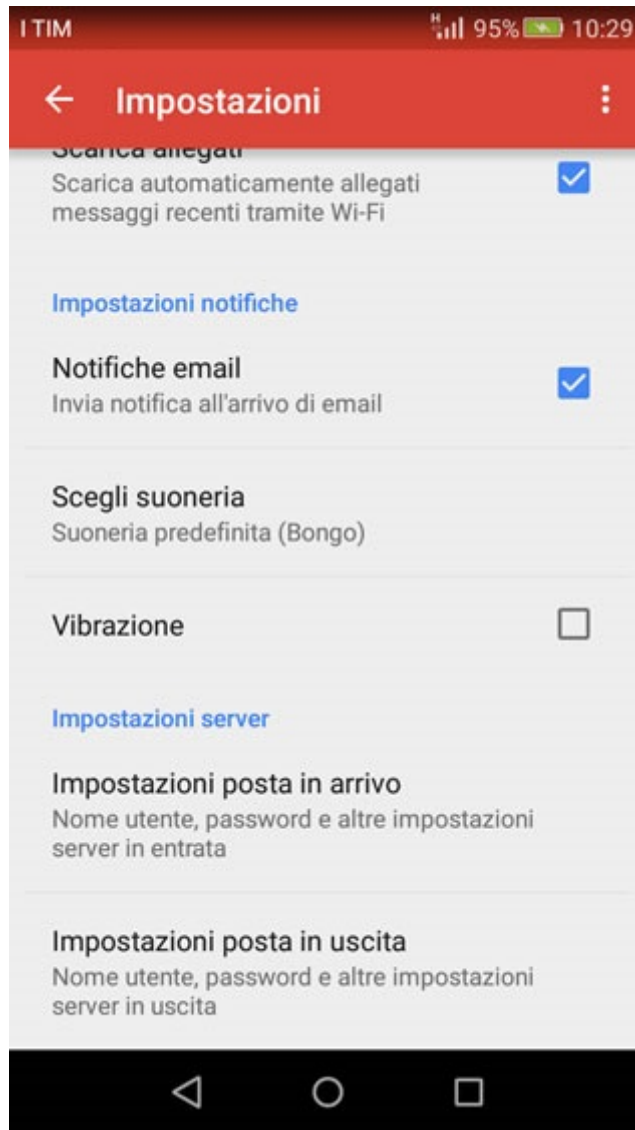 I TIM H 95% 10:29
Impostazioni
Scarica allegati
Scarica automaticamente allegati
messaggi recenti tramite Wi-Fi
Impostazioni notifiche
Notifiche email
Invia notifica all'arrivo di email
Scegli suoneria
Suoneria predefinita (Bongo)
Vibrazione
Impostazioni server
Impostazioni posta in arrivo
Nome utente, password e altre impostazioni
server in entrata
Impostazioni posta in uscita
Nome utente, password e altre impostazioni
server in uscita